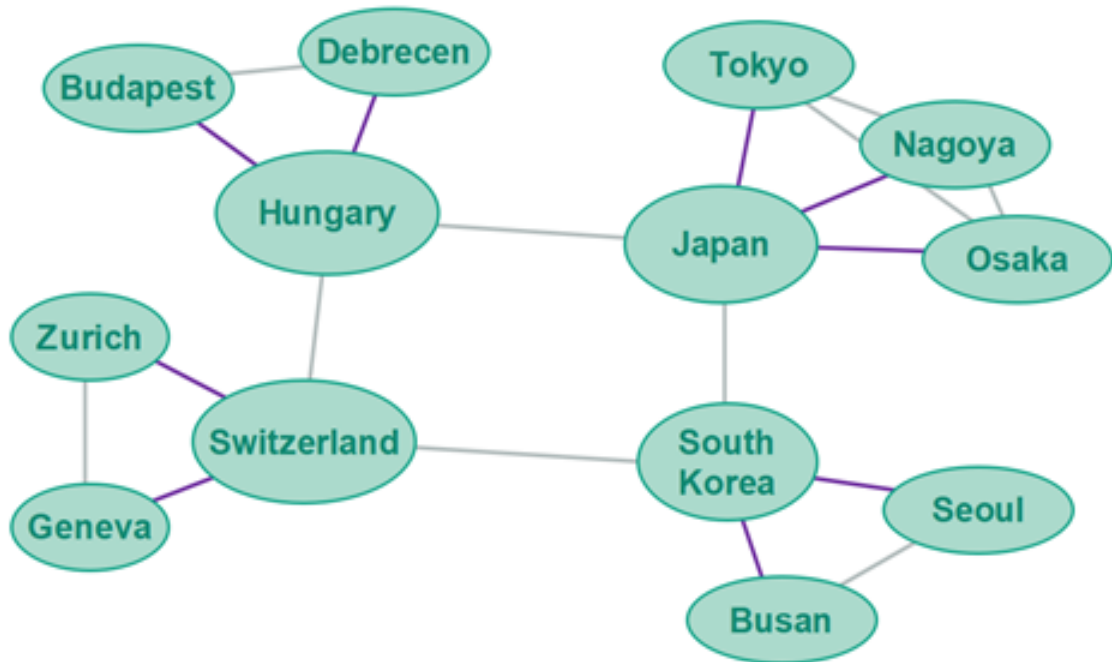 Debrecen
Budapest
Hungary
Tokyo
Nagoya
Japan
Osaka
Zurich
Switzerland
Geneva
South
Korea
Seoul
Busan